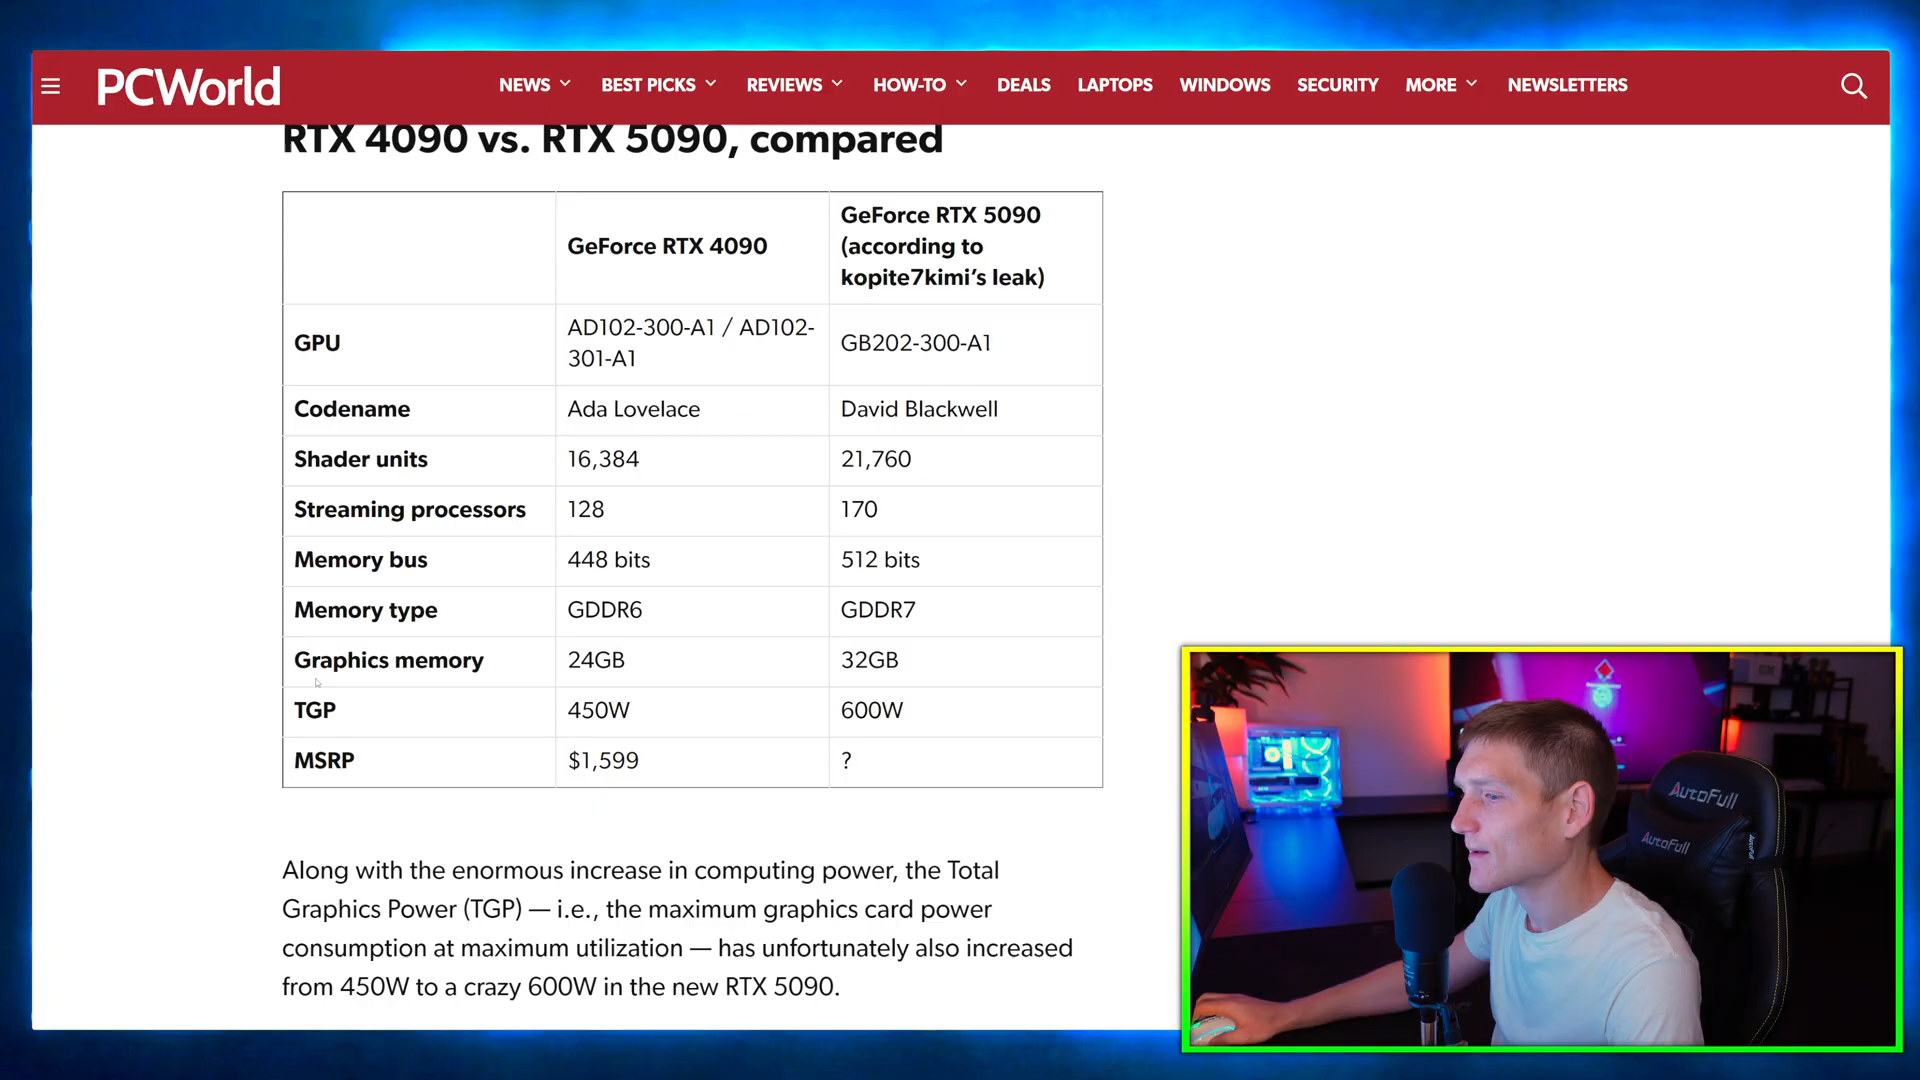 PCWorld
NEWS
BEST PICKS
REVIEWS
HOW-TO
DEALS
LAPTOPS
WINDOWS
SECURITY
MORE
NEWSLETTERS
RTX 4090 vs. RTX 5090, compared
GeForce RTX 4090
GeForce RTX 5090
(according to
kopite7kimi’s leak)
GPU
AD102-300-A1 / AD102-
301-A1
GB202-300-A1
Codename
Ada Lovelace
David Blackwell
Shader units
16,384
21,760
Streaming processors
128
170
Memory bus
448 bits
512 bits
Memory type
GDDR6
GDDR7
Graphics memory
24GB
32GB
TGP
450W
600W
MSRP
$1,599
?
Along with the enormous increase in computing power, the Total
Graphics Power (TGP) — i.e., the maximum graphics card power
consumption at maximum utilization — has unfortunately also increased
from 450W to a crazy 600W in the new RTX 5090.
AutoFull
AutoFull